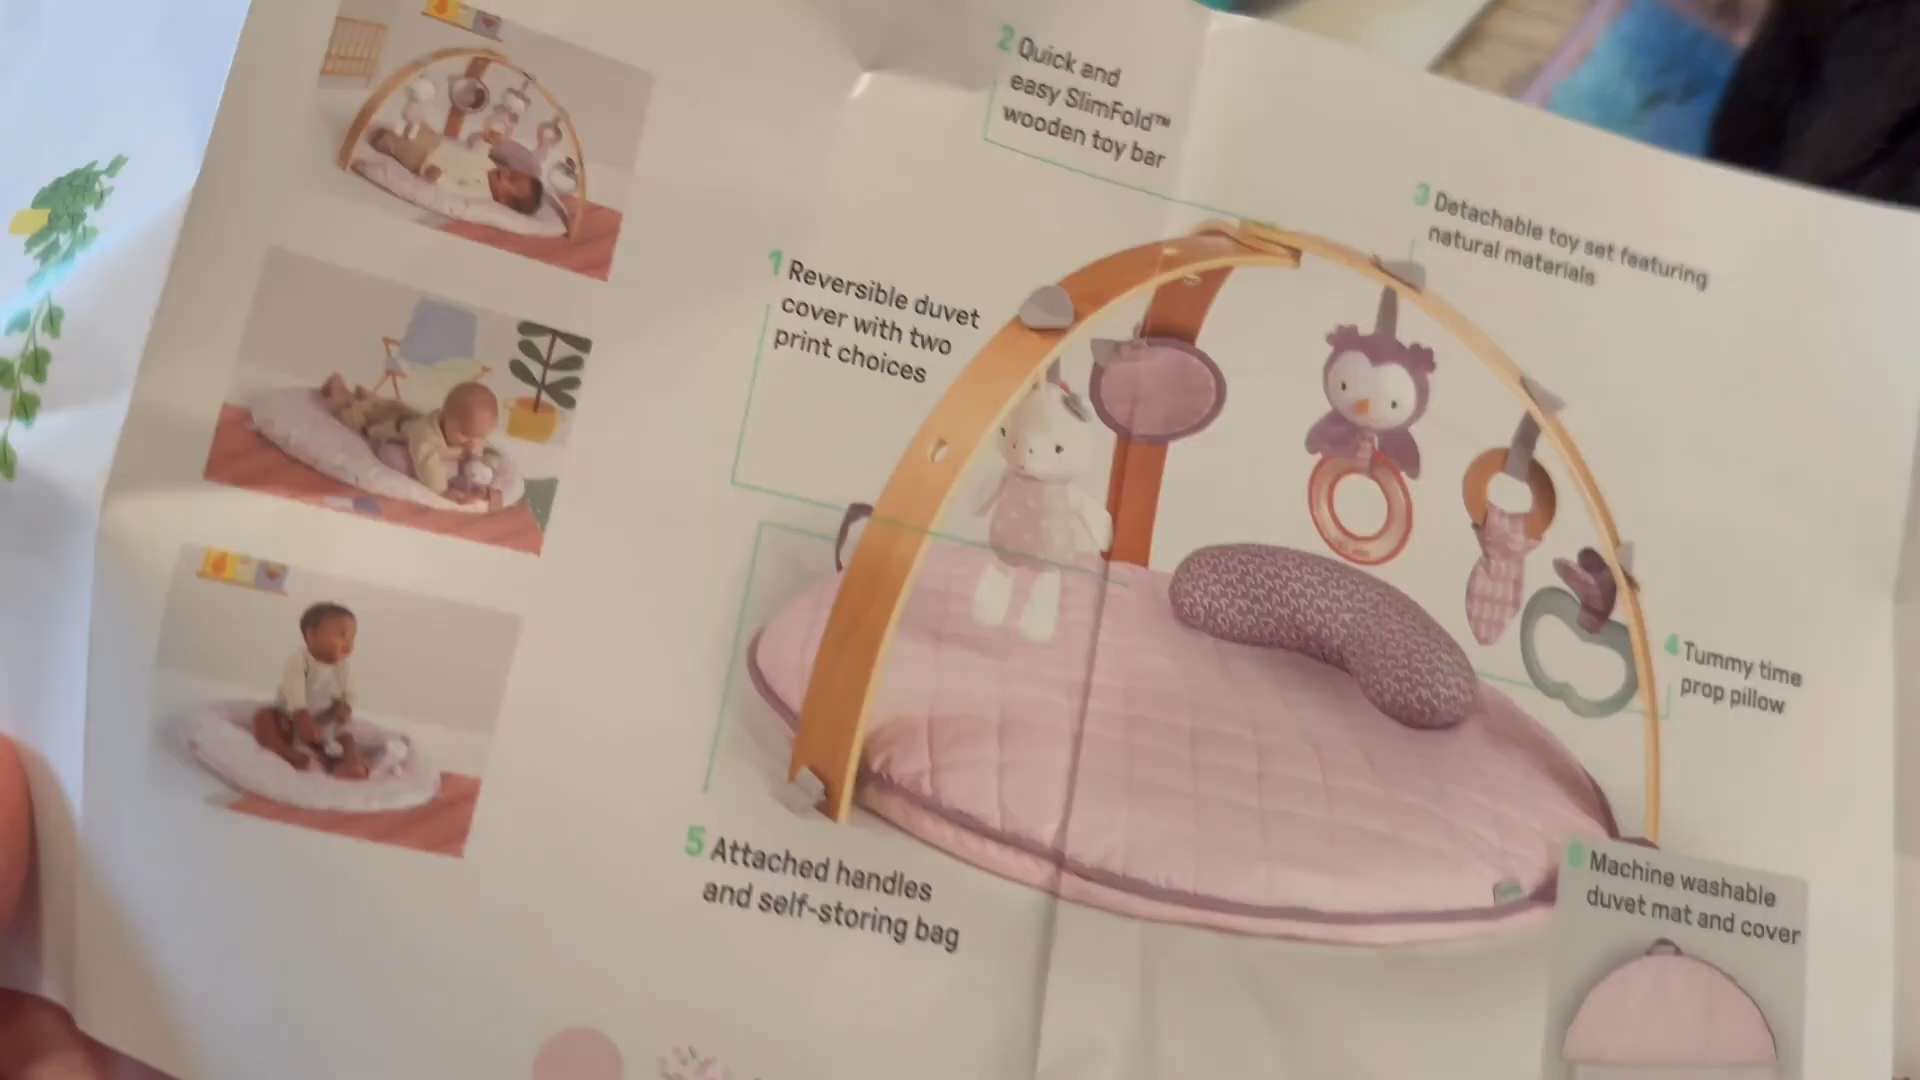 2 Quick and
easy SlimFold™
wooden toy bar
3 Detachable toy set featuring
natural materials
1 Reversible duvet
cover with two
print choices
4 Tummy time
prop pillow
5 Attached handles
and self-storing bag
6 Machine washable
duvet mat and cover